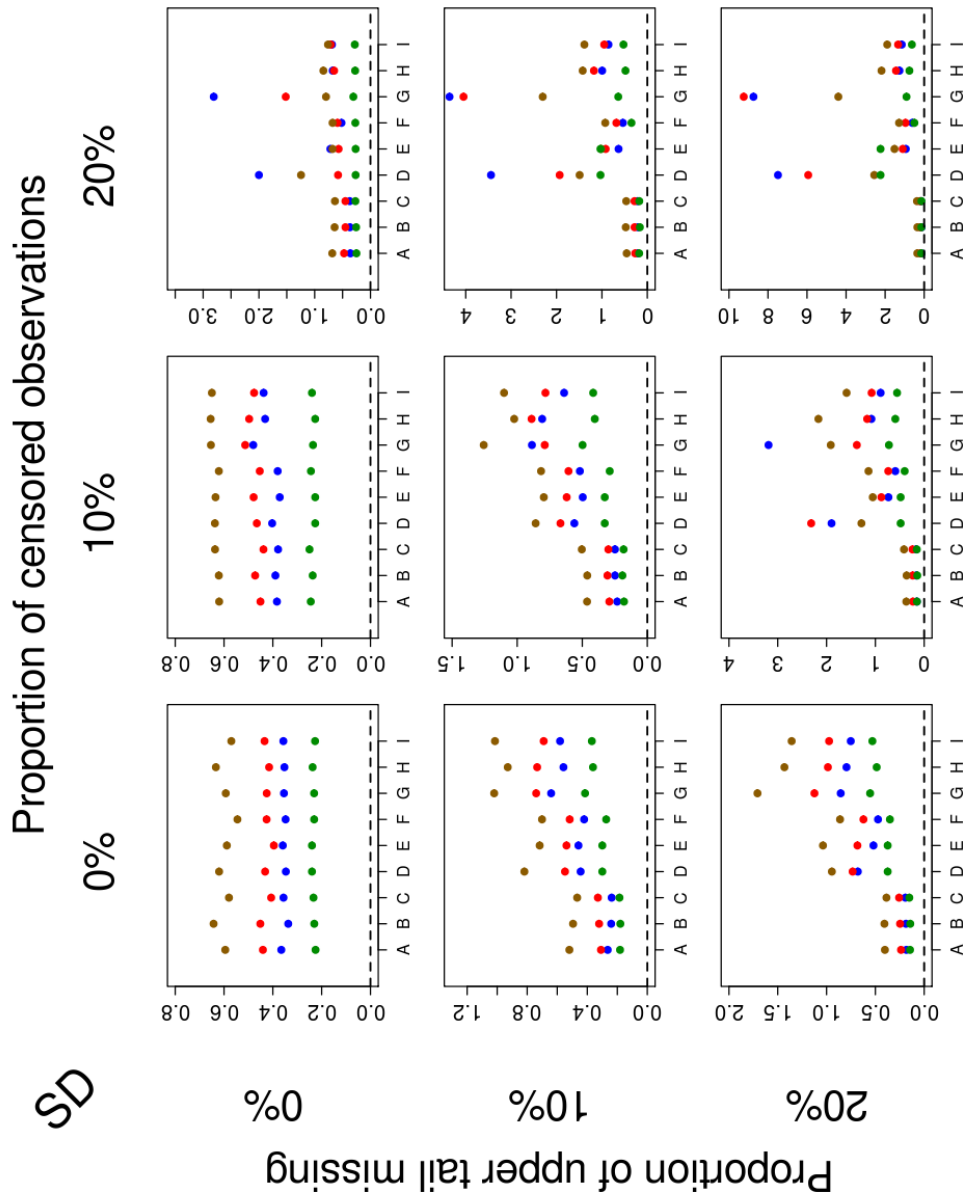 Proportion of censored observations
SD
0%
10%
20%
Proportion of upper tail missing
0%
0.0 0.2 0.4 0.6 0.8
A B C D E F G H I
0.0 0.2 0.4 0.6 0.8
A B C D E F G H I
0.0 1.0 2.0 3.0
A B C D E F G H I
10%
0.0 0.4 0.8 1.2
A B C D E F G H I
0.0 0.5 1.0 1.5
A B C D E F G H I
0 1 2 3 4
A B C D E F G H I
20%
0.0 0.5 1.0 1.5 2.0
A B C D E F G H I
0 1 2 3 4
A B C D E F G H I
0 2 4 6 8 10
A B C D E F G H I